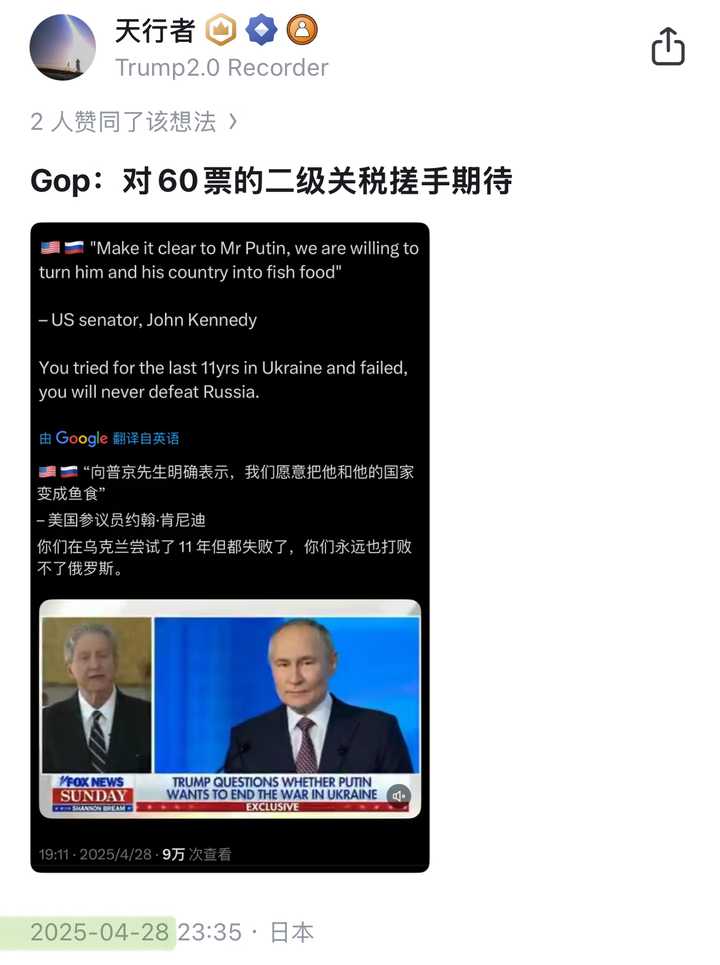 天行者
Trump2.0 Recorder
2 人赞同了该想法 >
Gop：对60票的二级关税搓手期待
🇺🇸🇷🇺 "Make it clear to Mr Putin, we are willing to
turn him and his country into fish food"
– US senator, John Kennedy
You tried for the last 11yrs in Ukraine and failed,
you will never defeat Russia.
由 Google 翻译自英语
🇺🇸🇷🇺 “向普京先生明确表示，我们愿意把他和他的国家
变成鱼食”
– 美国参议员约翰·肯尼迪
你们在乌克兰尝试了 11 年但都失败了，你们永远也打败
不了俄罗斯。
FOX NEWS
SUNDAY
SHANNON BREAM
TRUMP QUESTIONS WHETHER PUTIN
WANTS TO END THE WAR IN UKRAINE
EXCLUSIVE
19:11 · 2025/4/28 · 9万 次查看
2025-04-28 23:35 · 日本